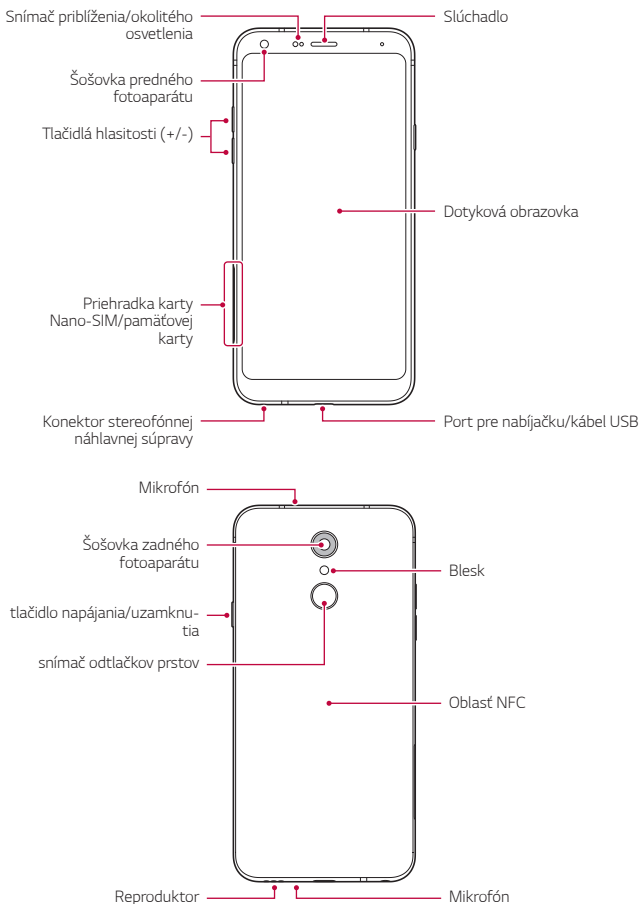 Snímač priblíženia/okolitého
osvetlenia
Slúchadlo
Šošovka predného
fotoaparátu
Tlačidlá hlasitosti (+/-)
Dotyková obrazovka
Priehradka karty
Nano-SIM/pamäťovej
karty
Konektor stereofónnej
náhlavnej súpravy
Port pre nabíjačku/kábel USB
Mikrofón
Šošovka zadného
fotoaparátu
Blesk
tlačidlo napájania/uzamknu-
tia
snímač odtlačkov prstov
Oblasť NFC
Reproduktor
Mikrofón